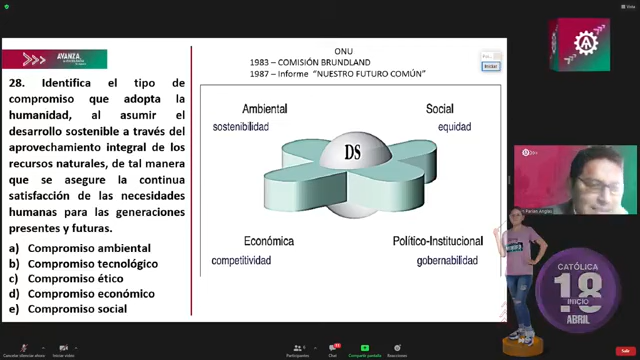 Vista
AVANZA
28. Identifica el tipo de
compromiso que adopta la
humanidad, al asumir el
desarrollo sostenible a través del
aprovechamiento integral de los
recursos naturales, de tal manera
que se asegure la continua
satisfacción de las necesidades
humanas para las generaciones
presentes y futuras.
a) Compromiso ambiental
b) Compromiso tecnológico
c) Compromiso ético
d) Compromiso económico
e) Compromiso social
ONU
1983 – COMISIÓN BRUNDLAND
1987 – Informe “NUESTRO FUTURO COMÚN”
Iniciar
Ambiental
sostenibilidad
Social
equidad
DS
Económica
competitividad
Político-Institucional
gobernabilidad
CATÓLICA
18
INICIO
ABRIL
Iniciar video
Participantes
Chat
Compartir pantalla
Reacciones
Salir